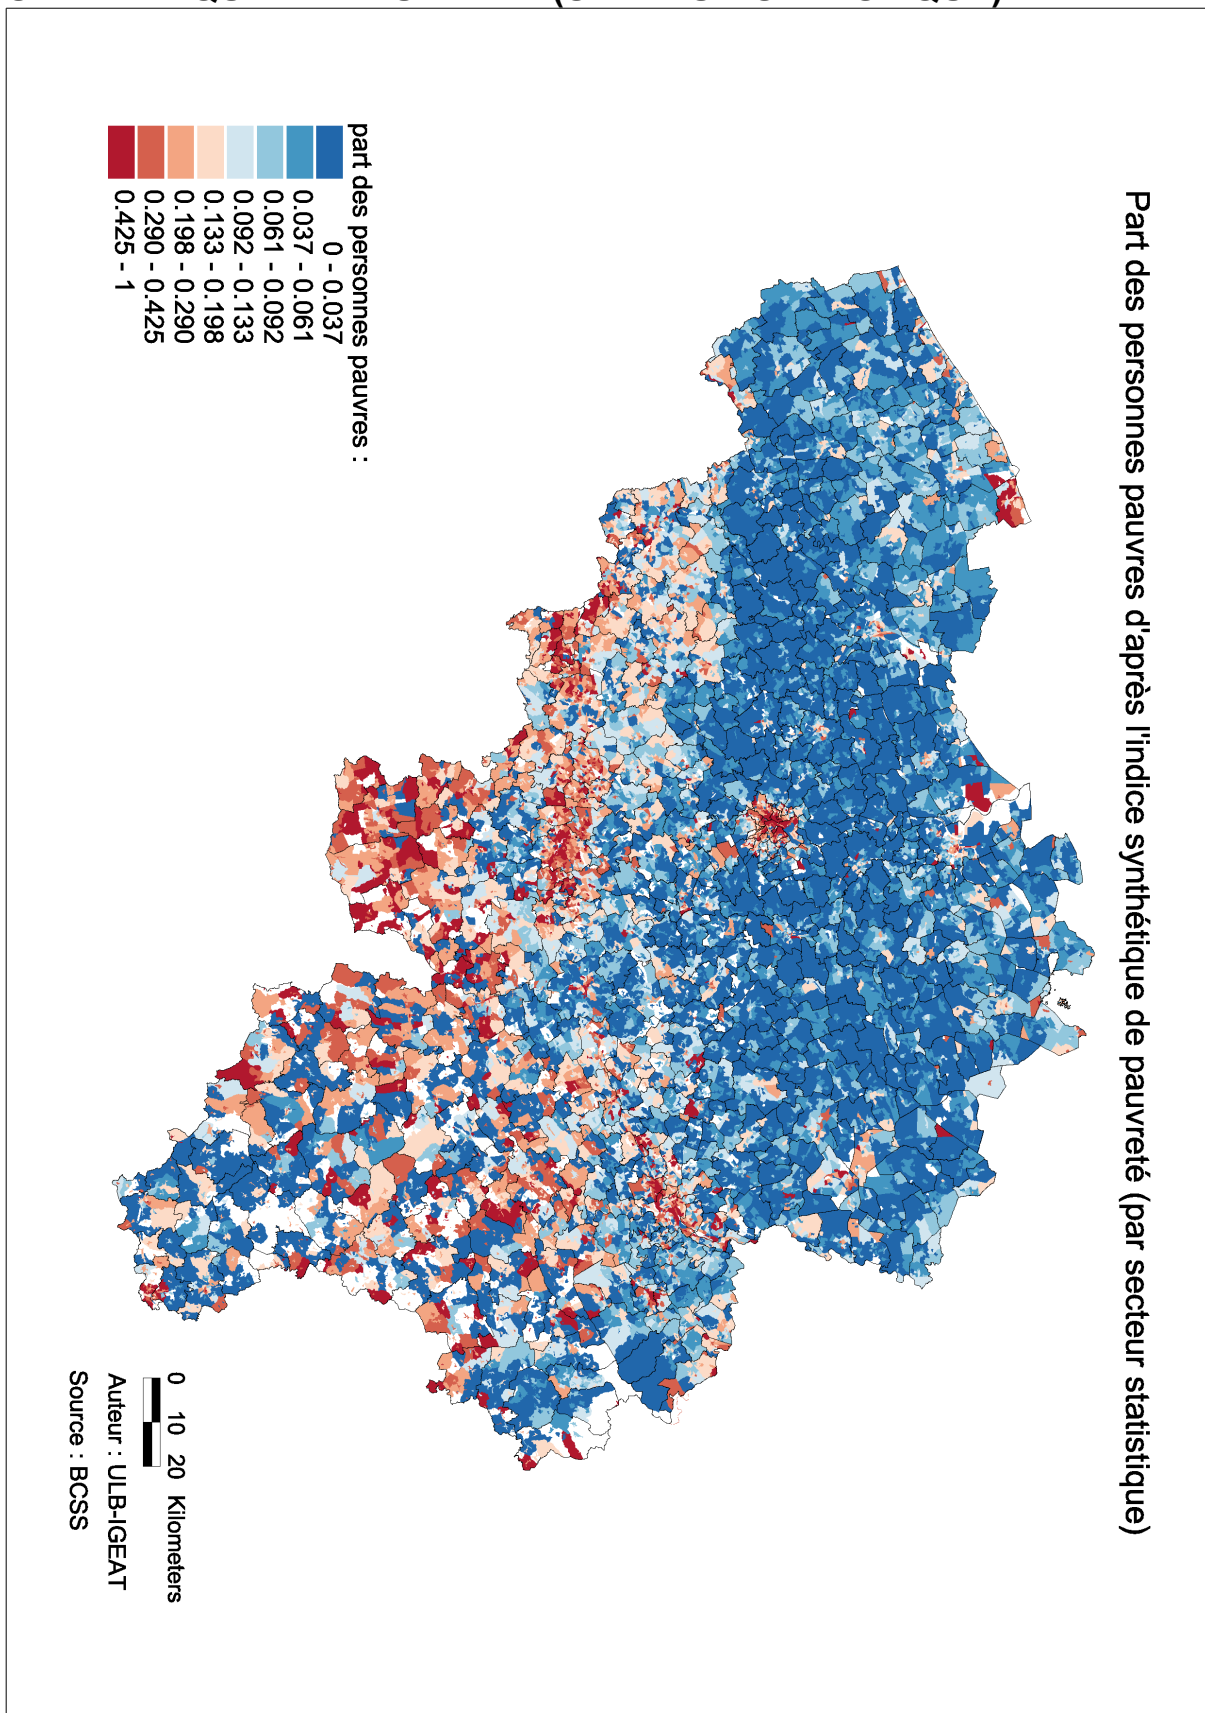 Part des personnes pauvres d'après l'indice synthétique de pauvreté (par secteur statistique)
part des personnes pauvres :
0 - 0.037
0.037 - 0.061
0.061 - 0.092
0.092 - 0.133
0.133 - 0.198
0.198 - 0.290
0.290 - 0.425
0.425 - 1
0 10 20 Kilometers
Auteur : ULB-IGEAT
Source : BCSS